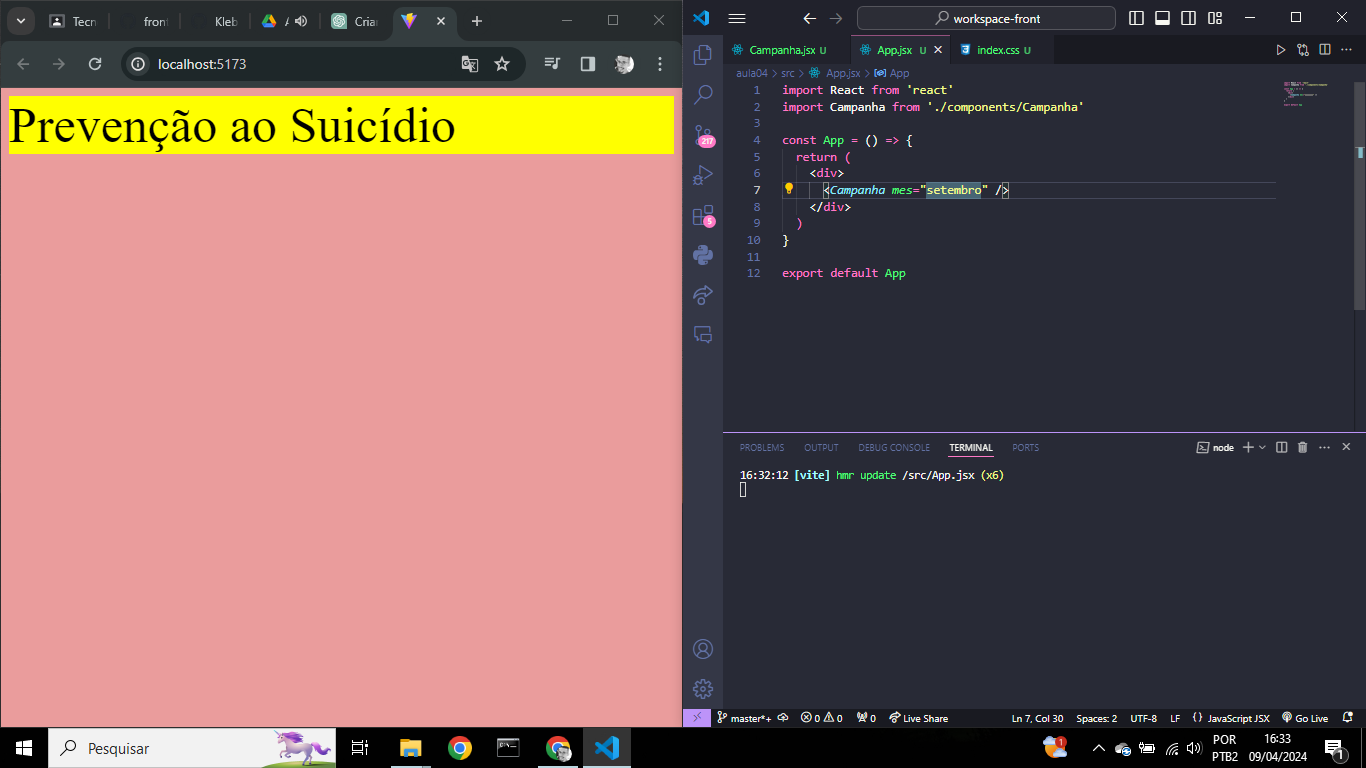 Tecn
fron
Kleb
A
Cria
localhost:5173
Prevenção ao Suicídio
workspace-front
Campanha.jsx U
App.jsx U
index.css U
aula04 > src > App.jsx > App
1 import React from 'react'
2 import Campanha from './components/Campanha'
3
4 const App = () => {
5 return (
6 <div>
7 <Campanha mes="setembro" />
8 </div>
9 )
10 }
11
12 export default App
217
5
PROBLEMS OUTPUT DEBUG CONSOLE TERMINAL PORTS
node
16:32:12 [vite] hmr update /src/App.jsx (x6)
master*+ 0 0 0 Live Share Ln 7, Col 30 Spaces: 2 UTF-8 LF JavaScript JSX Go Live
Pesquisar
1
POR
PTB2
16:33
09/04/2024
1